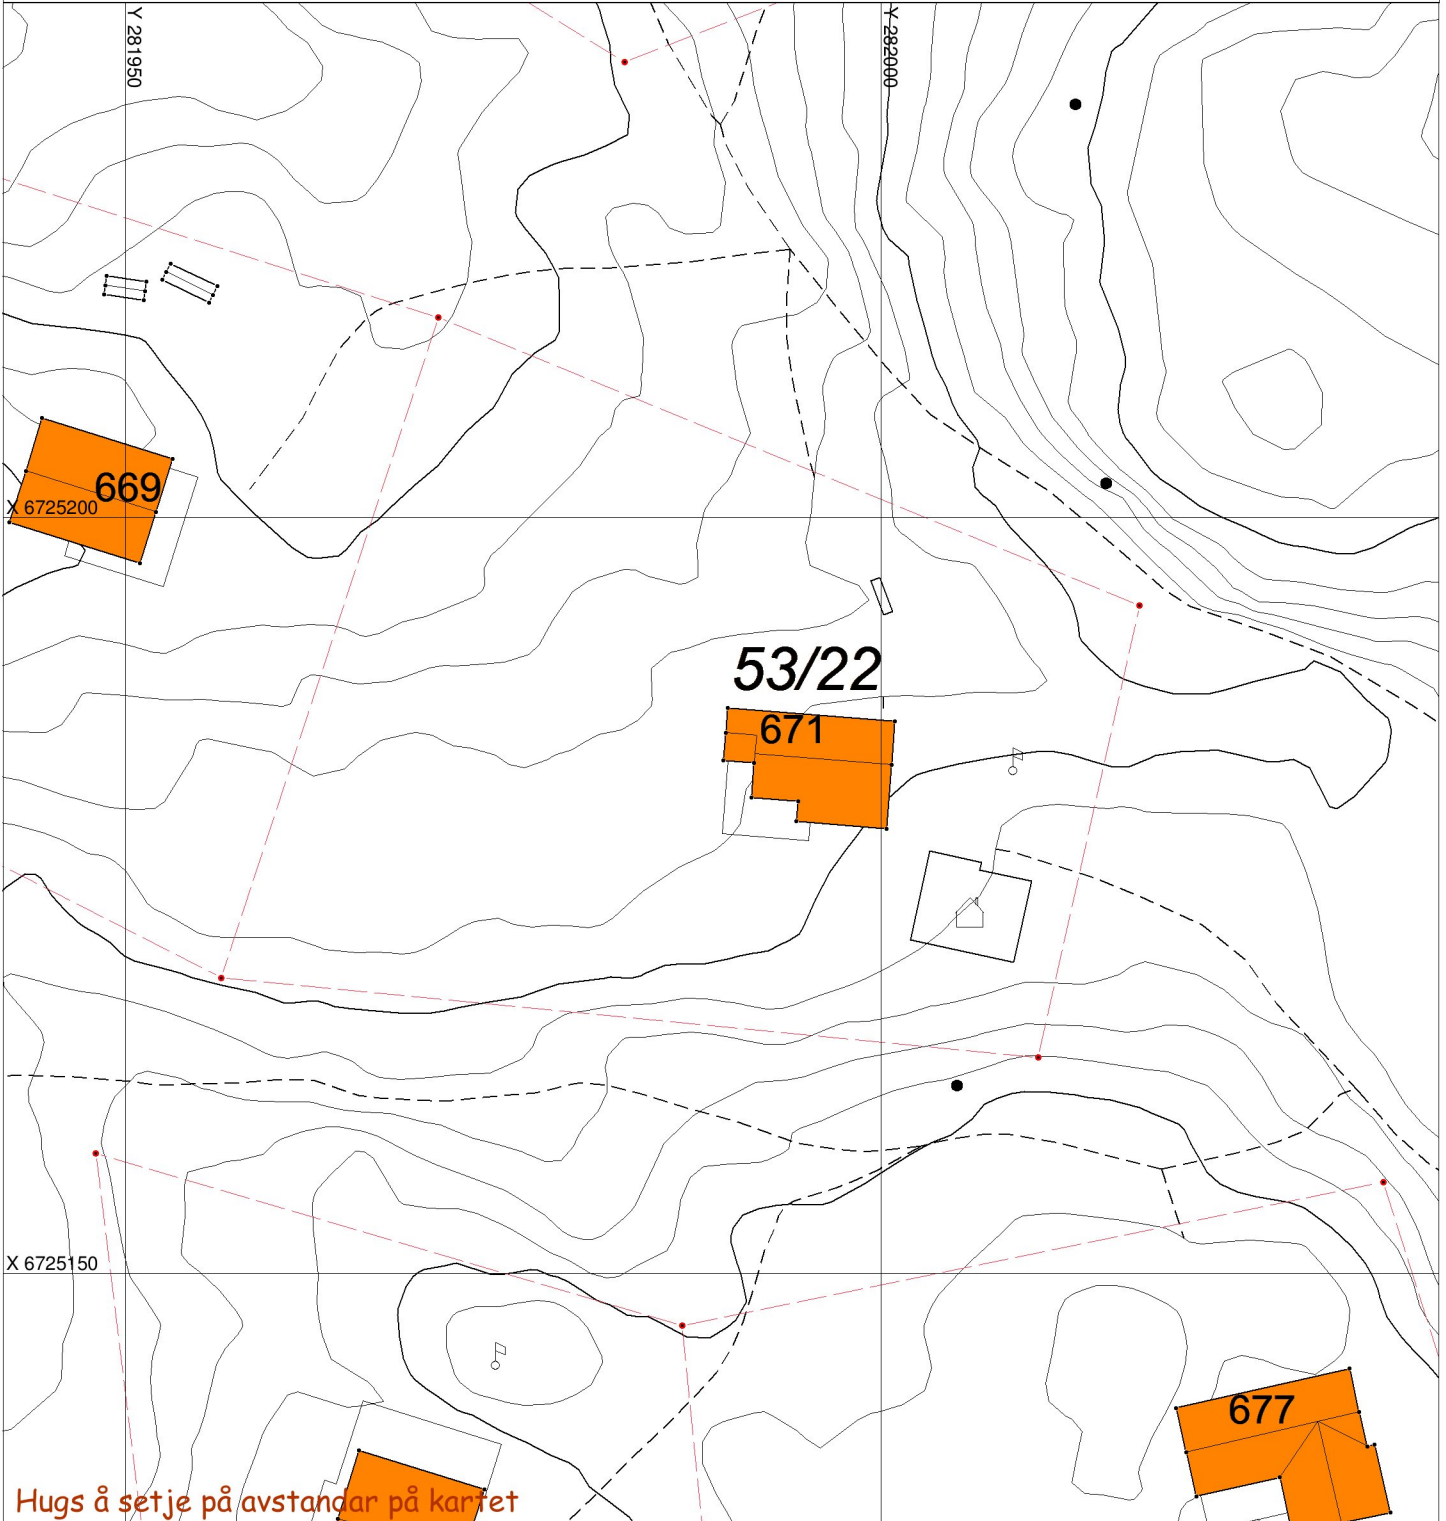 Y 281950
Y 282000
669
X 6725200
53/22
671
X 6725150
677
Hugs å setje på avstandar på kartet